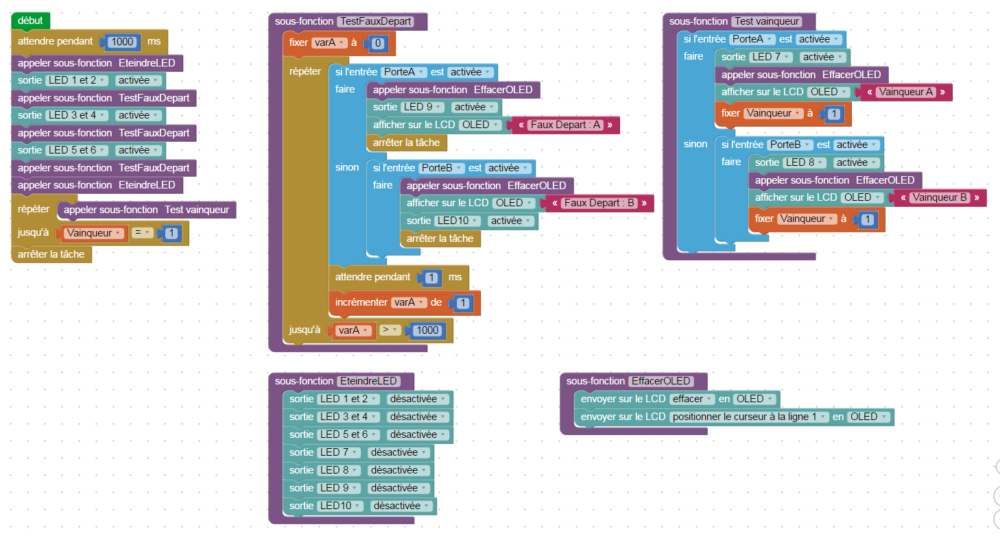 début
attendre pendant 1000 ms
appeler sous-fonction EteindreLED
sortie LED 1 et 2 activée
appeler sous-fonction TestFauxDepart
sortie LED 3 et 4 activée
appeler sous-fonction TestFauxDepart
sortie LED 5 et 6 activée
appeler sous-fonction TestFauxDepart
appeler sous-fonction EteindreLED
répéter appeler sous-fonction Test vainqueur
jusqu'à Vainqueur = 1
arrêter la tâche
sous-fonction TestFauxDepart
fixer varA à 0
répéter si l'entrée PorteA est activée
faire appeler sous-fonction EffacerOLED
sortie LED 9 activée
afficher sur le LCD OLED « Faux Depart : A »
arrêter la tâche
sinon si l'entrée PorteB est activée
faire appeler sous-fonction EffacerOLED
afficher sur le LCD OLED « Faux Depart : B »
sortie LED10 activée
arrêter la tâche
attendre pendant 1 ms
incrémenter varA de 1
jusqu'à varA > 1000
sous-fonction Test vainqueur
si l'entrée PorteA est activée
faire sortie LED 7 activée
appeler sous-fonction EffacerOLED
afficher sur le LCD OLED « Vainqueur A »
fixer Vainqueur à 1
sinon si l'entrée PorteB est activée
faire sortie LED 8 activée
appeler sous-fonction EffacerOLED
afficher sur le LCD OLED « Vainqueur B »
fixer Vainqueur à 1
sous-fonction EteindreLED
sortie LED 1 et 2 désactivée
sortie LED 3 et 4 désactivée
sortie LED 5 et 6 désactivée
sortie LED 7 désactivée
sortie LED 8 désactivée
sortie LED 9 désactivée
sortie LED10 désactivée
sous-fonction EffacerOLED
envoyer sur le LCD effacer en OLED
envoyer sur le LCD positionner le curseur à la ligne 1 en OLED